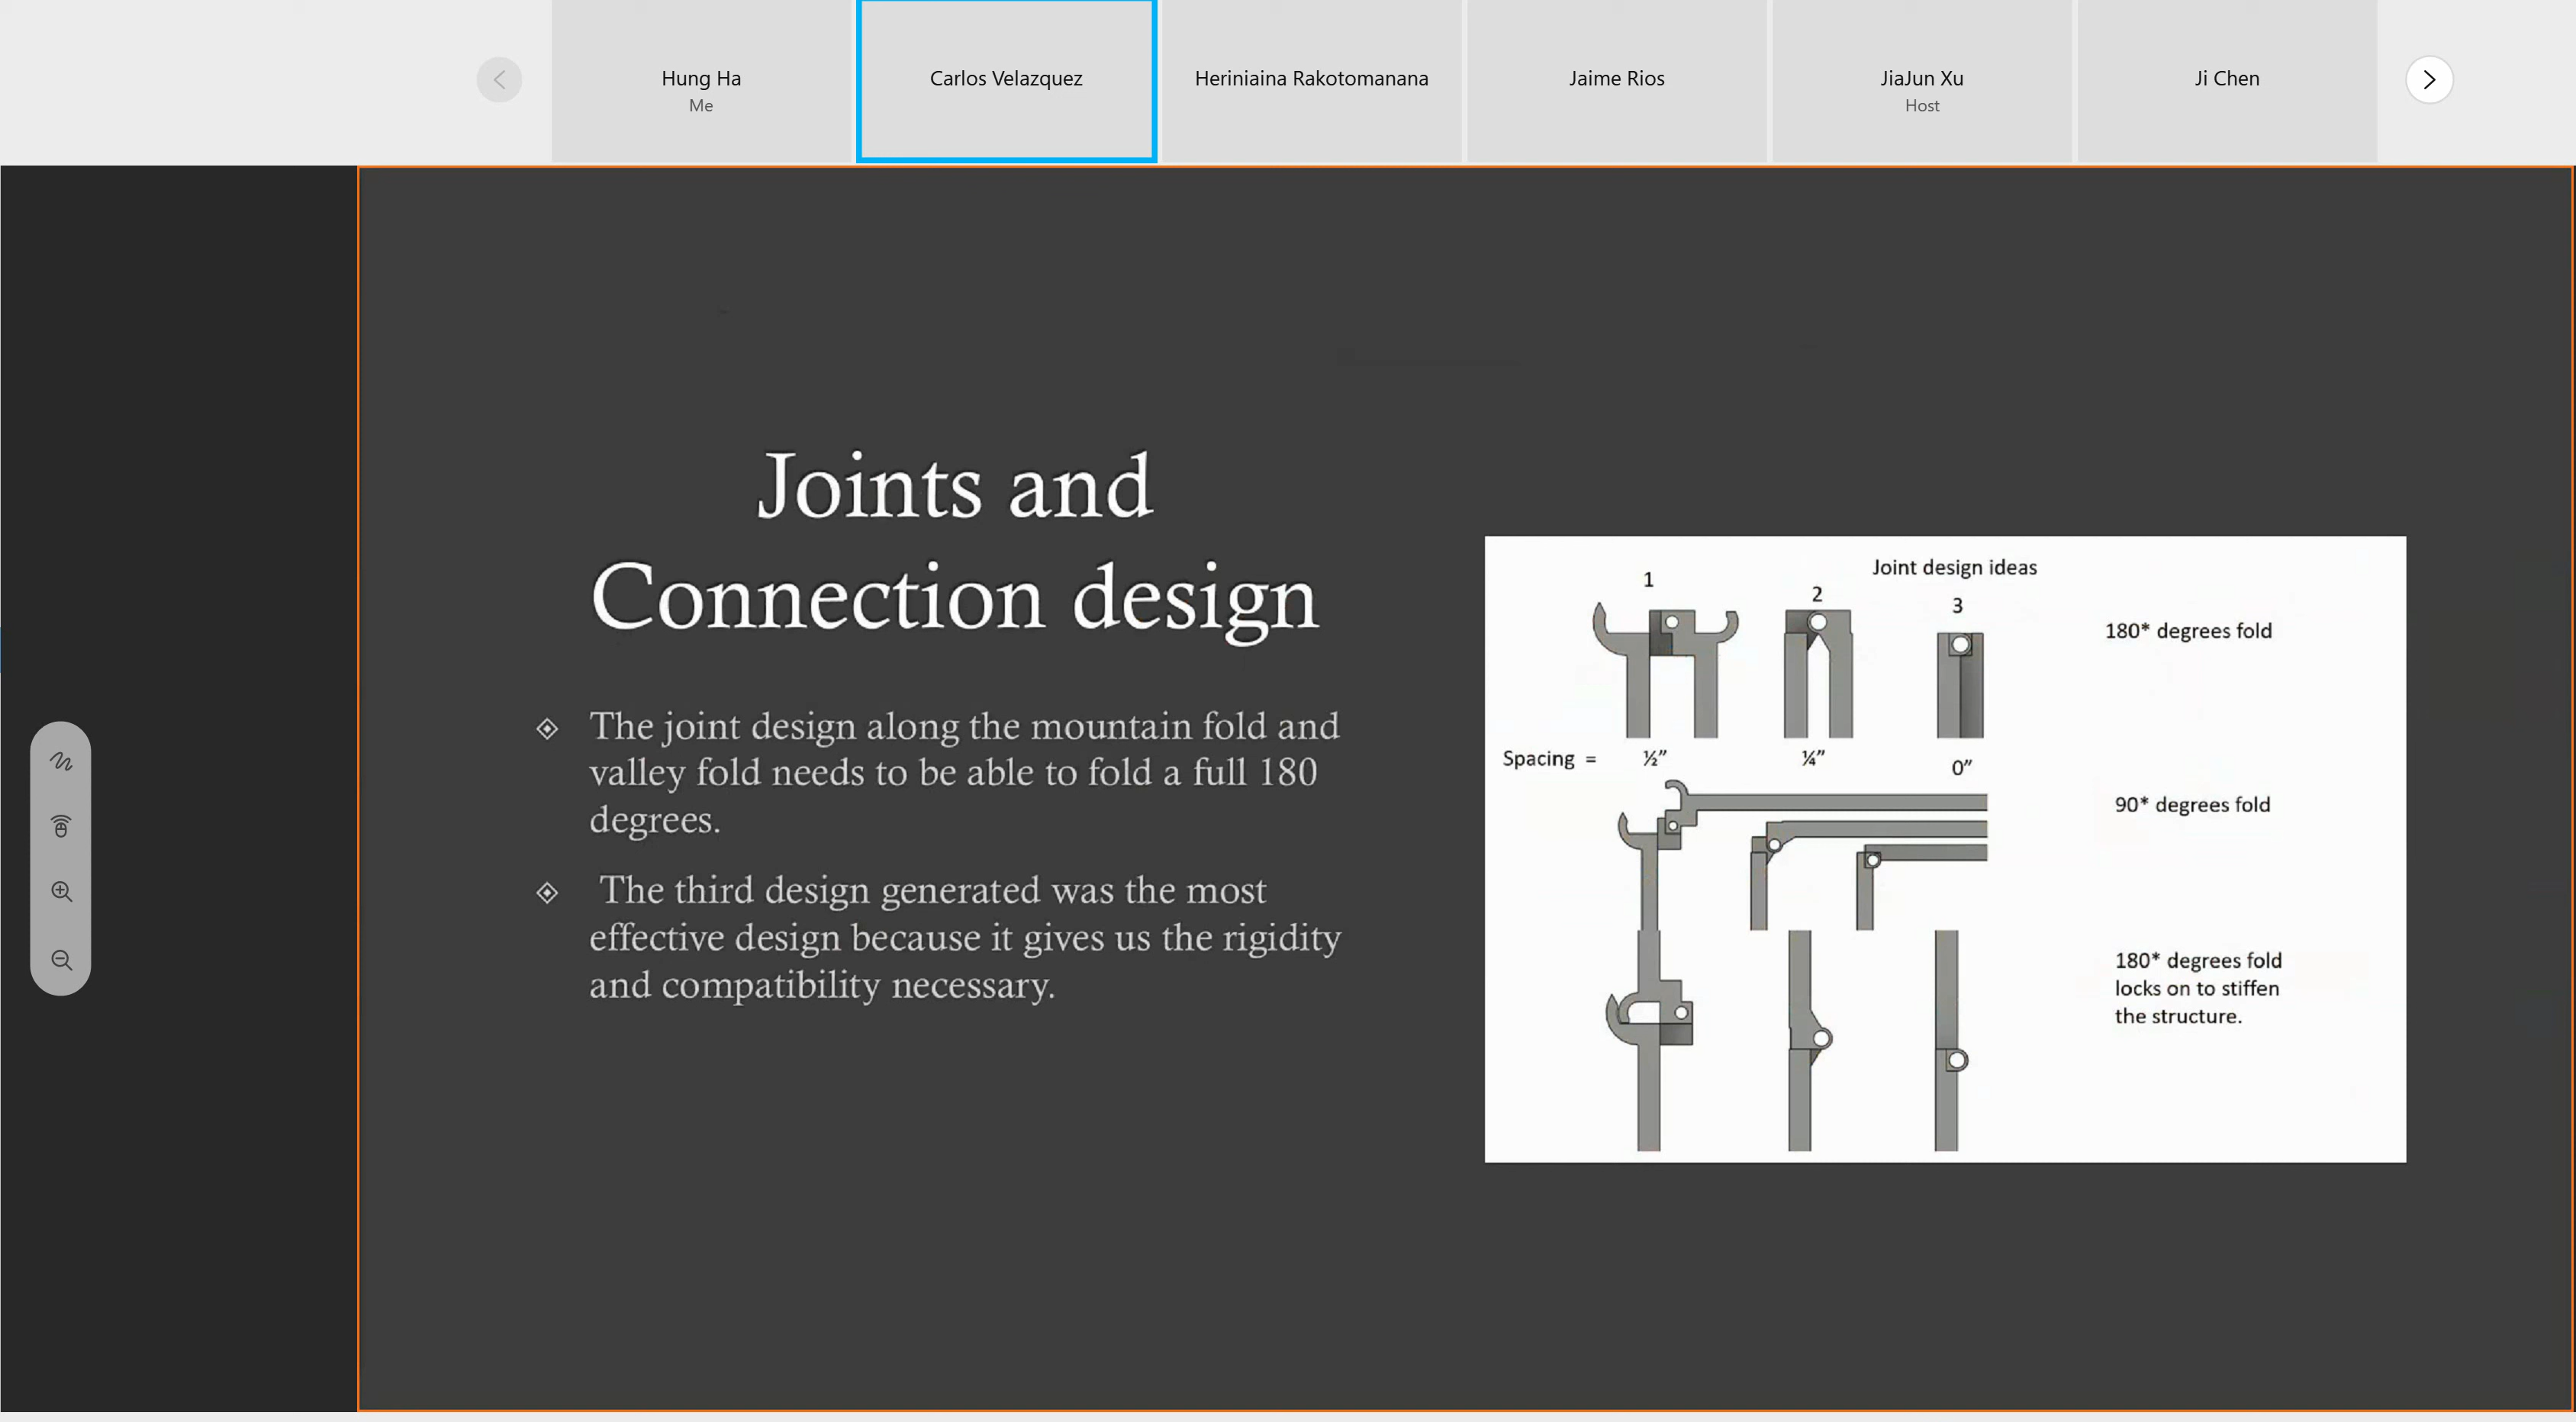 Hung Ha
Me
Carlos Velazquez
Heriniaina Rakotomanana
Jaime Rios
JiaJun Xu
Host
Ji Chen
Joints and
Connection design
The joint design along the mountain fold and
valley fold needs to be able to fold a full 180
degrees.
The third design generated was the most
effective design because it gives us the rigidity
and compatibility necessary.
Joint design ideas
1
2
3
180* degrees fold
Spacing = ½” ¼” 0”
90* degrees fold
180* degrees fold
locks on to stiffen
the structure.